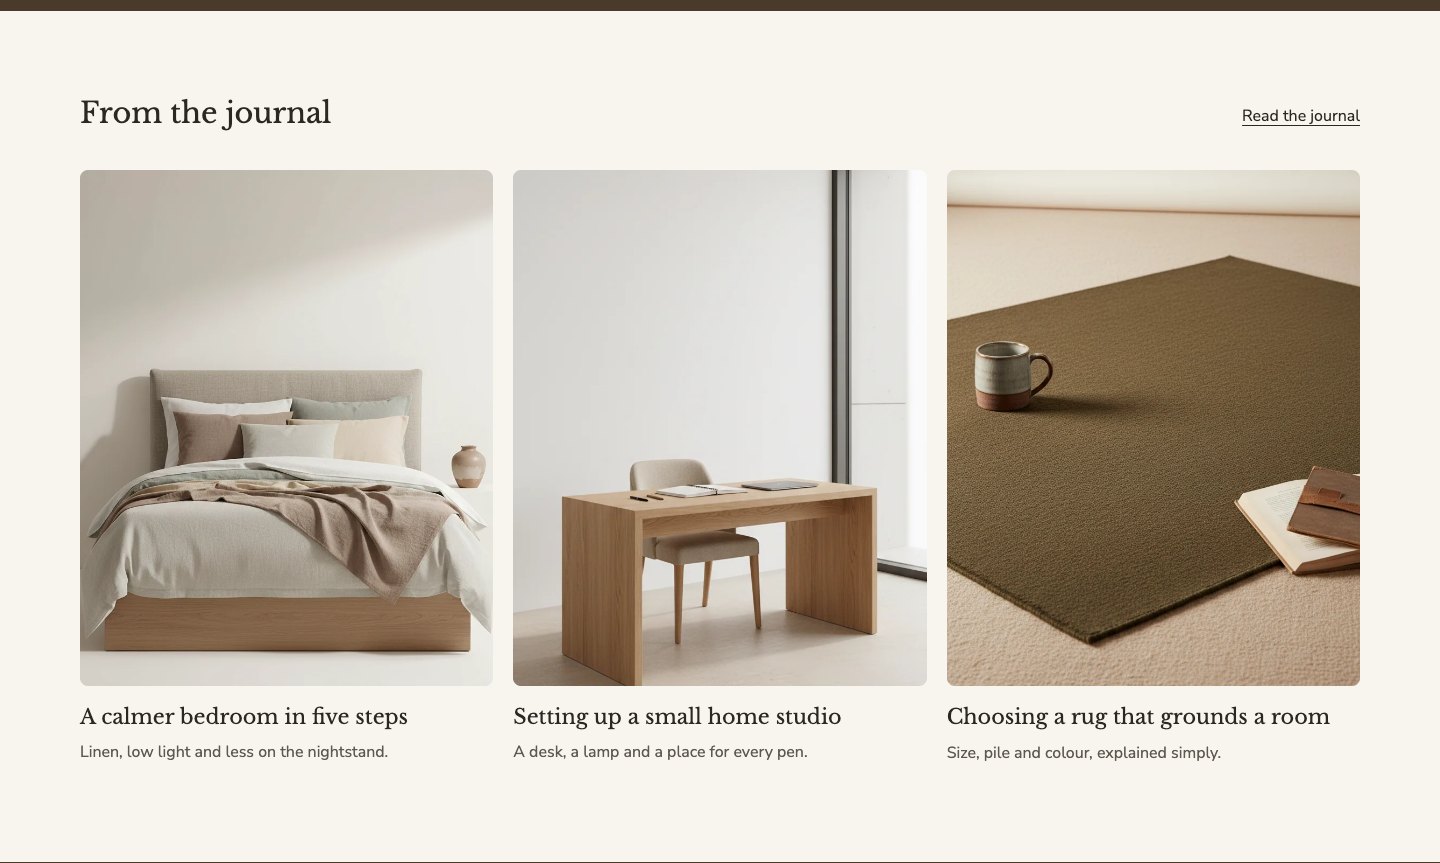 From the journal
Read the journal
A calmer bedroom in five steps
Linen, low light and less on the nightstand.
Setting up a small home studio
A desk, a lamp and a place for every pen.
Choosing a rug that grounds a room
Size, pile and colour, explained simply.